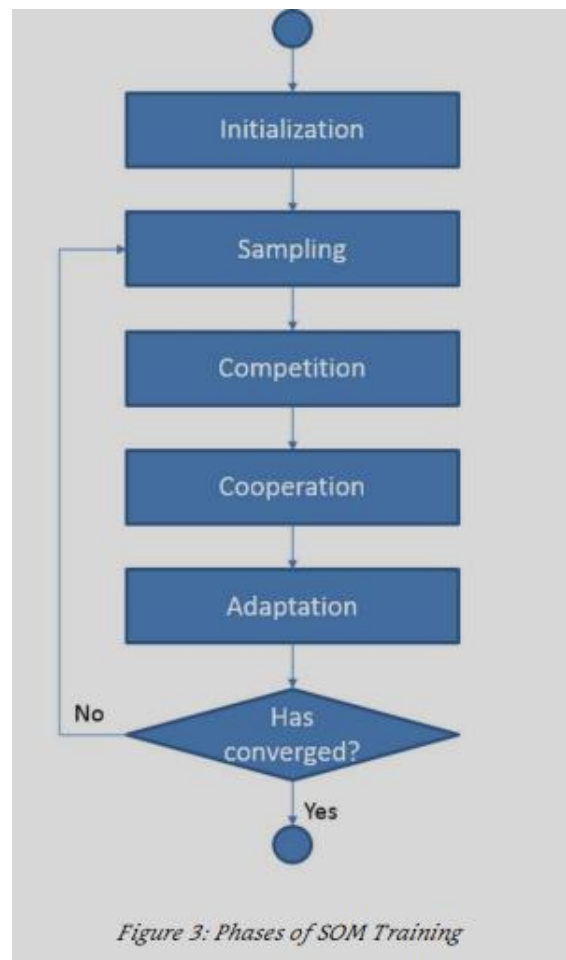 Initialization
Sampling
Competition
Cooperation
Adaptation
Has
converged?
No
Yes
Figure 3: Phases of SOM Training